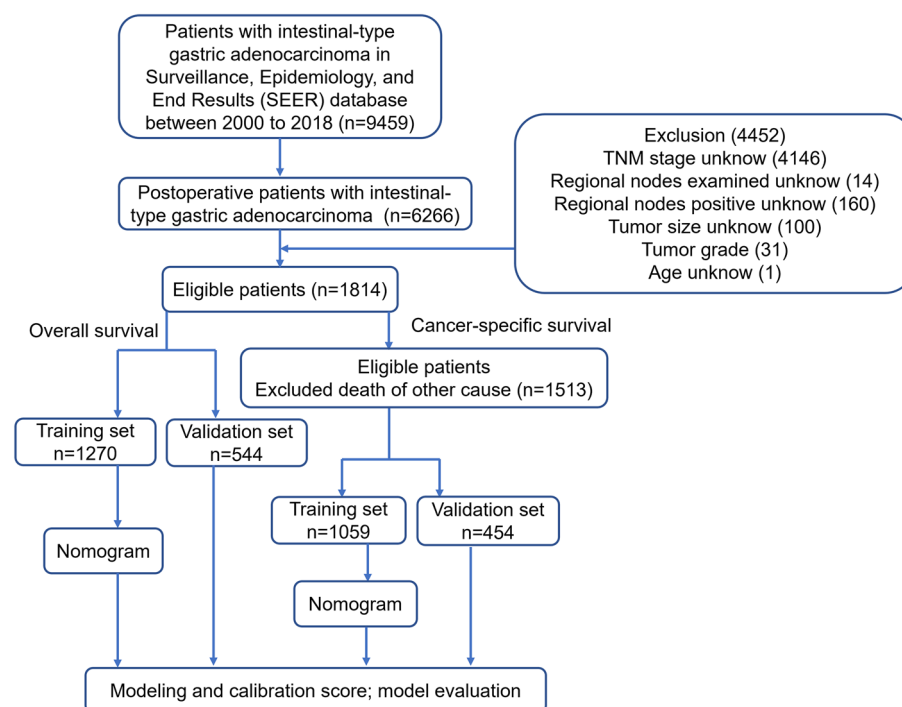 Patients with intestinal-type
gastric adenocarcinoma in
Surveillance, Epidemiology, and
End Results (SEER) database
between 2000 to 2018 (n=9459)
Exclusion (4452)
TNM stage unknow (4146)
Regional nodes examined unknow (14)
Regional nodes positive unknow (160)
Tumor size unknow (100)
Tumor grade (31)
Age unknow (1)
Postoperative patients with intestinal-
type gastric adenocarcinoma (n=6266)
Eligible patients (n=1814)
Overall survival
Cancer-specific survival
Eligible patients
Excluded death of other cause (n=1513)
Training set
n=1270
Validation set
n=544
Training set
n=1059
Validation set
n=454
Nomogram
Nomogram
Modeling and calibration score; model evaluation